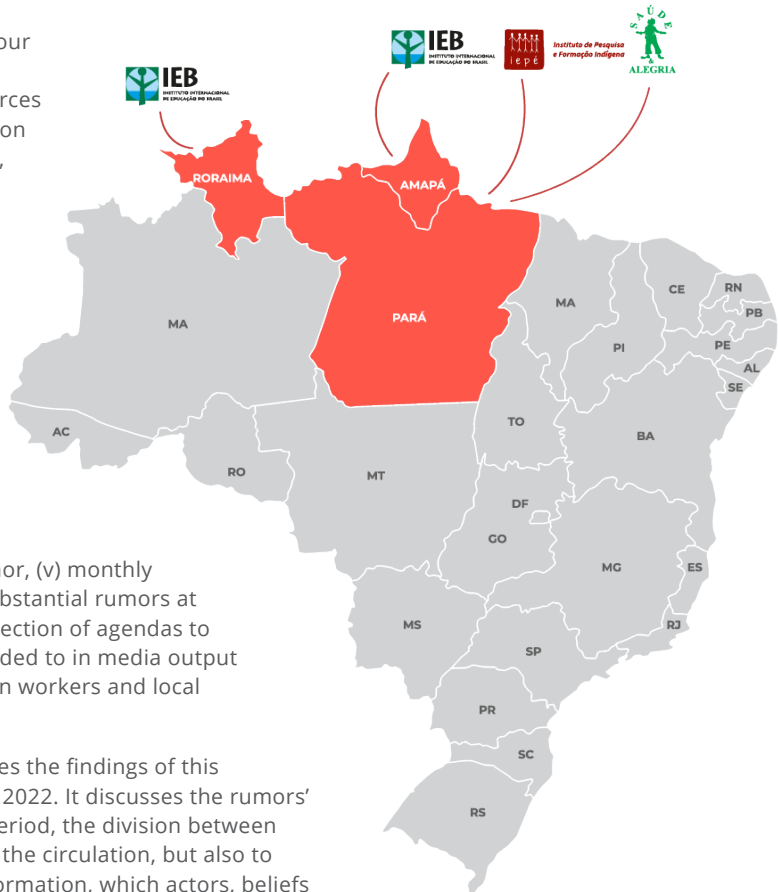 our
rces
on
,
IEB
INSTITUTO INTERNACIONAL
DE EDUCAÇÃO DO BRASIL
IEB
INSTITUTO INTERNACIONAL
DE EDUCAÇÃO DO BRASIL
iepé
Instituto de Pesquisa
e Formação Indígena
SAÚDE
&
ALEGRIA
RORAIMA
AMAPÁ
PARÁ
MA
MA
CE
RN
PB
PI
PE
AL
SE
AC
TO
BA
RO
MT
DF
GO
MG
ES
MS
RJ
SP
PR
SC
RS
nor, (v) monthly
bstantial rumors at
ection of agendas to
ded to in media output
n workers and local
es the findings of this
2022. It discusses the rumors’
eriod, the division between
the circulation, but also to
ormation, which actors, beliefs